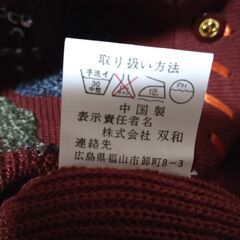 取り扱い方法
手洗イ
30
中性
低
中国製
表示責任者名
株式会社 双和
連絡先
広島県福山市卸町8-3